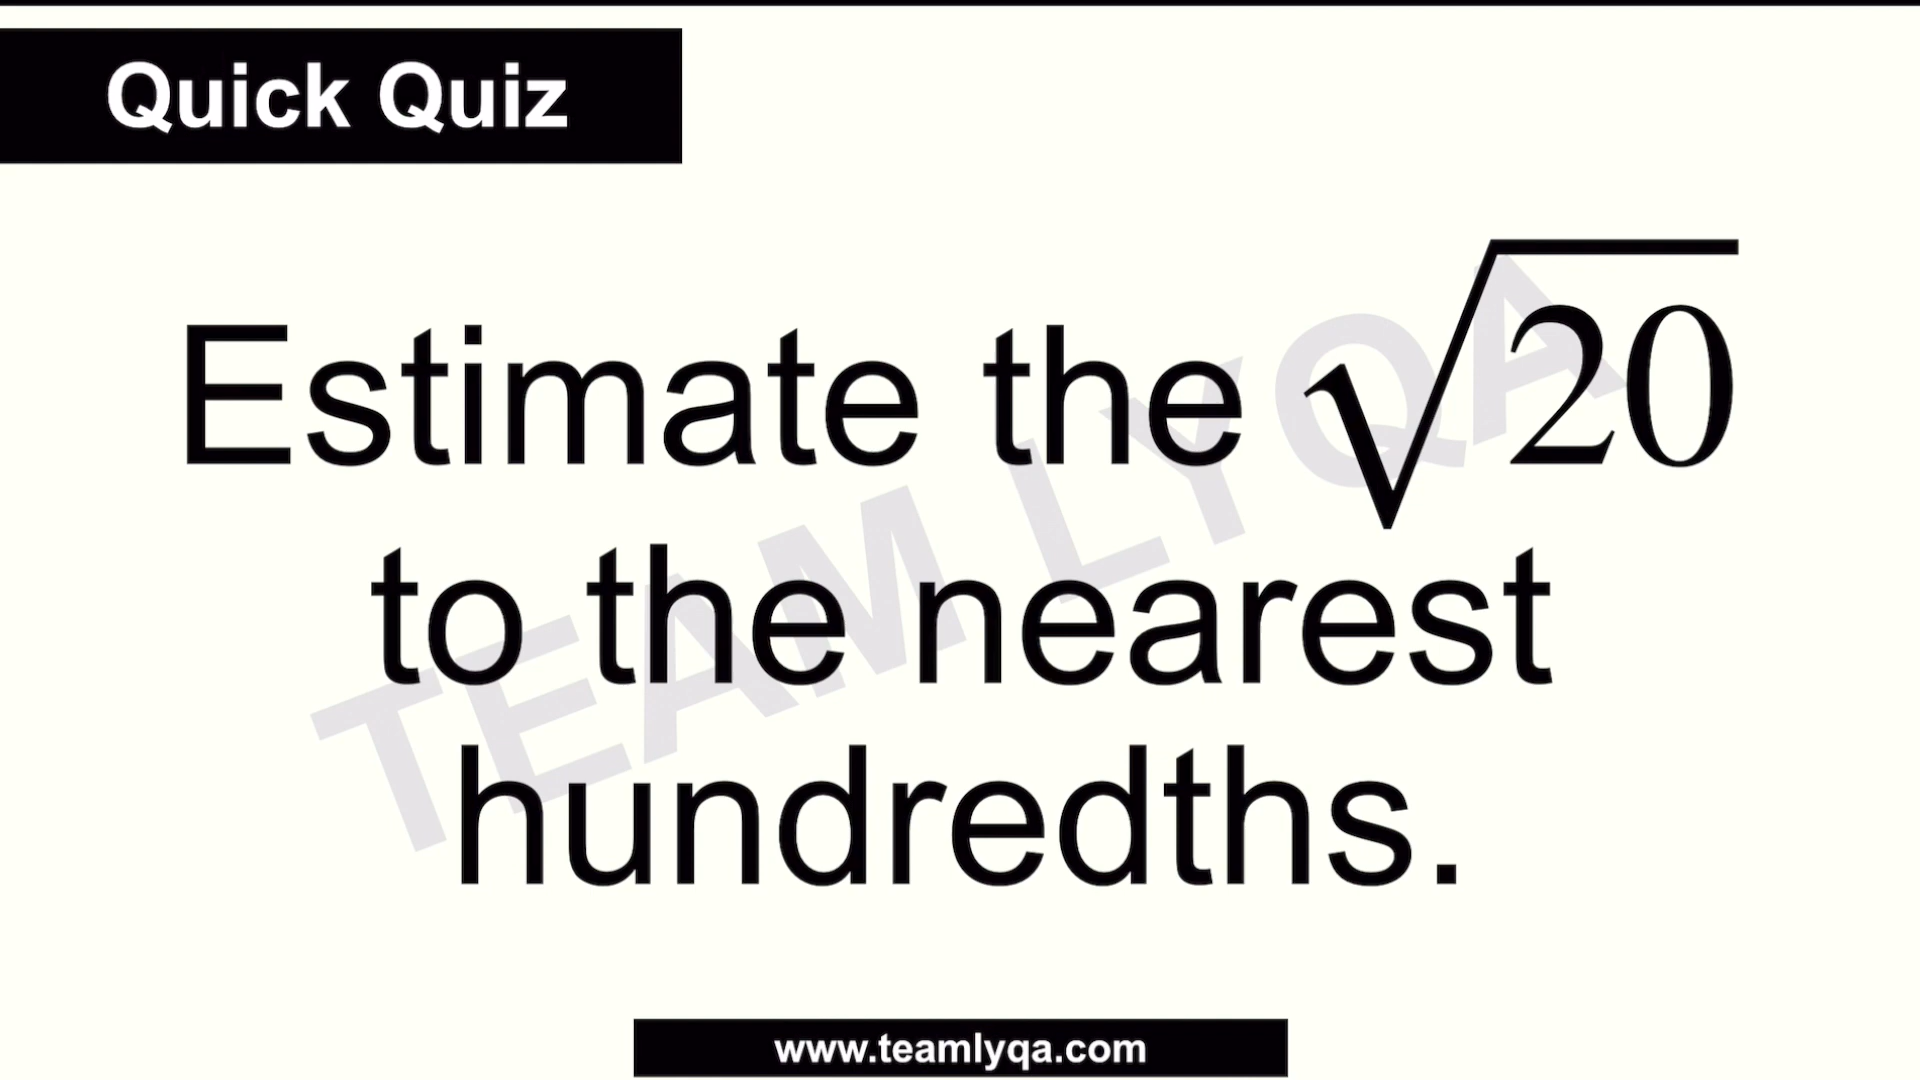 Quick Quiz
Estimate the √20
to the nearest
hundredths.
TEAM LYQA
www.teamlyqa.com